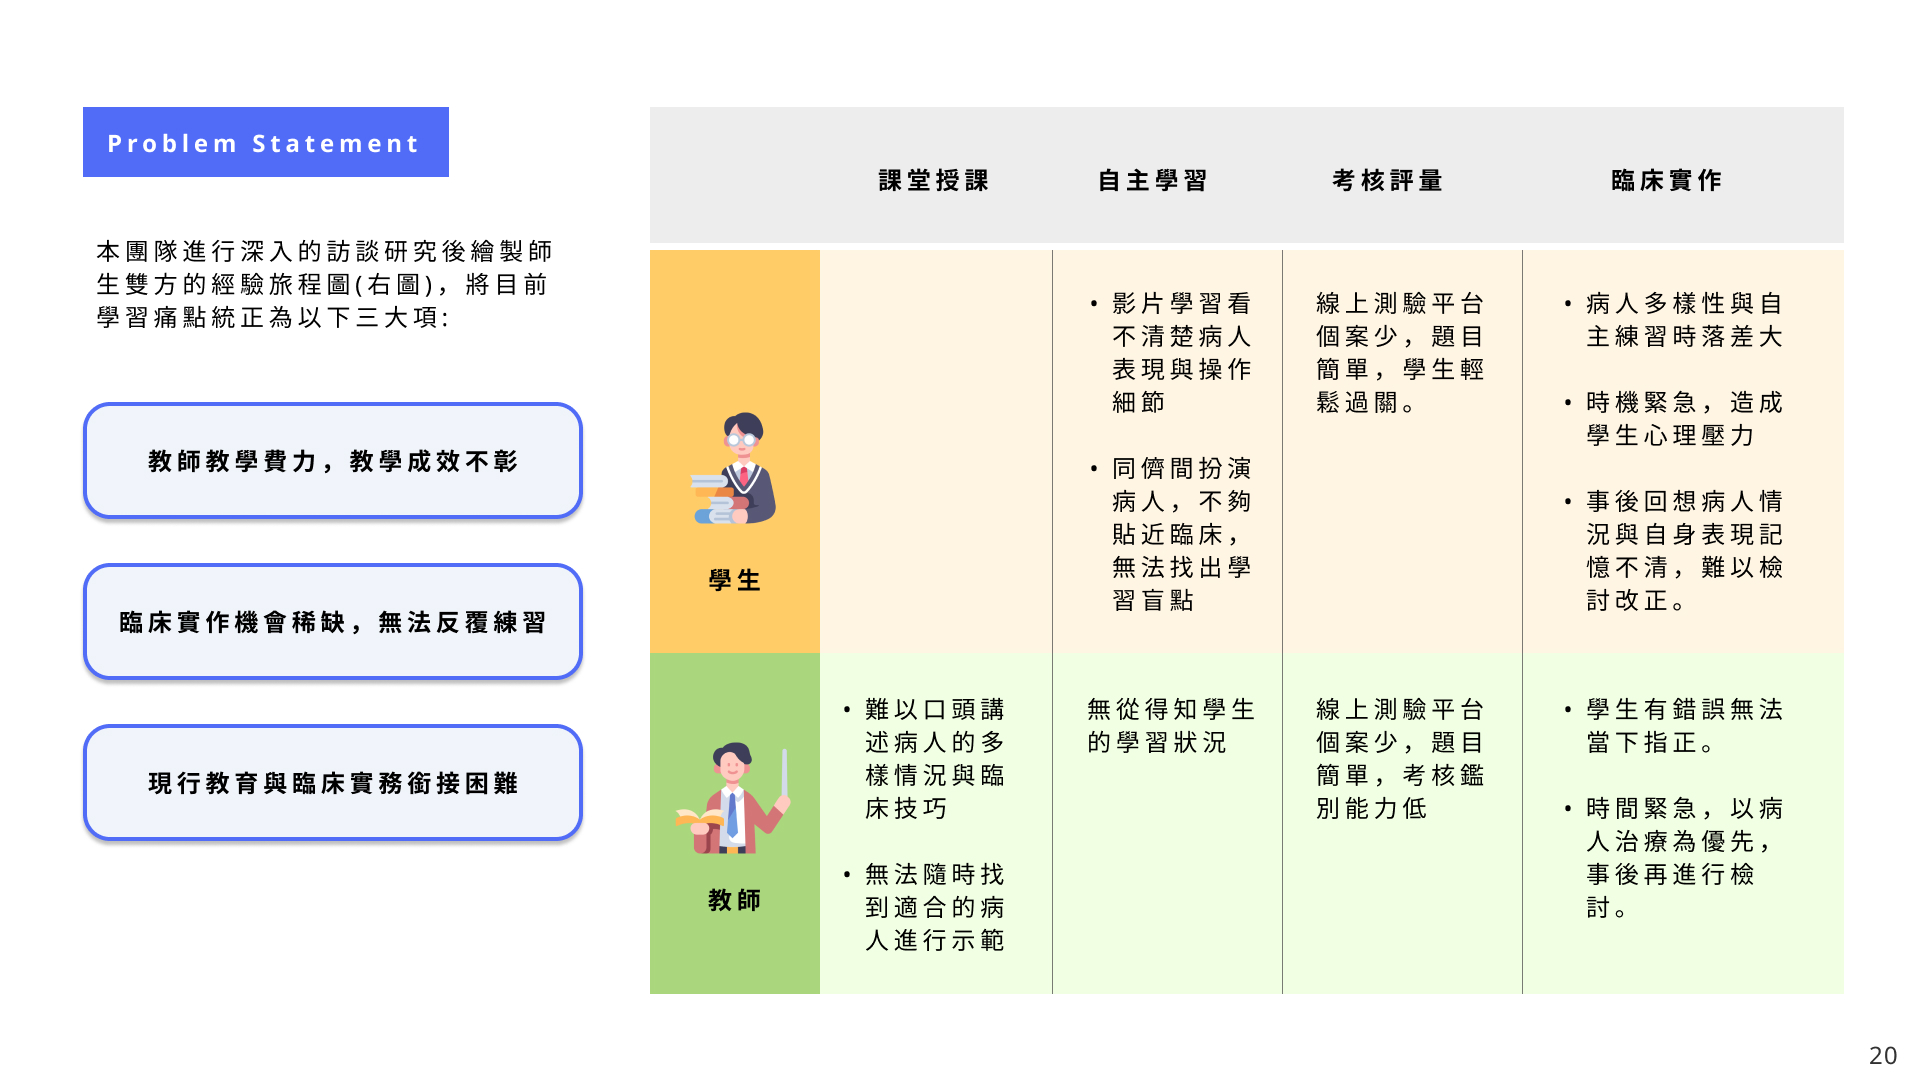 Problem Statement
本團隊進行深入的訪談研究後繪製師
生雙方的經驗旅程圖(右圖)，將目前
學習痛點統正為以下三大項:
教師教學費力，教學成效不彰
臨床實作機會稀缺，無法反覆練習
現行教育與臨床實務銜接困難
課堂授課
自主學習
考核評量
臨床實作
學生
• 影片學習看
不清楚病人
表現與操作
細節
• 同儕間扮演
病人，不夠
貼近臨床，
無法找出學
習盲點
線上測驗平台
個案少，題目
簡單，學生輕
鬆過關。
• 病人多樣性與自
主練習時落差大
• 時機緊急，造成
學生心理壓力
• 事後回想病人情
況與自身表現記
憶不清，難以檢
討改正。
教師
• 難以口頭講
述病人的多
樣情況與臨
床技巧
• 無法隨時找
到適合的病
人進行示範
無從得知學生
的學習狀況
線上測驗平台
個案少，題目
簡單，考核鑑
別能力低
• 學生有錯誤無法
當下指正。
• 時間緊急，以病
人治療為優先，
事後再進行檢
討。
20